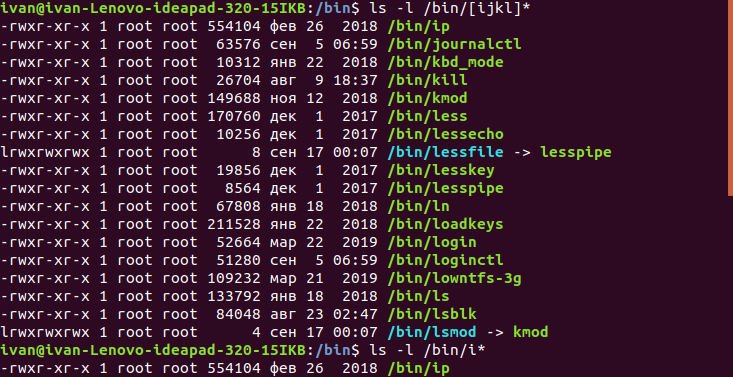 ivan@ivan-Lenovo-ideapad-320-15IKB:/bin$ ls -l /bin/[ijkl]*
-rwxr-xr-x 1 root root 554104 фев 26  2018 /bin/ip
-rwxr-xr-x 1 root root  63576 сен  5 06:59 /bin/journalctl
-rwxr-xr-x 1 root root  10312 янв 22  2018 /bin/kbd_mode
-rwxr-xr-x 1 root root  26704 авг  9 18:37 /bin/kill
-rwxr-xr-x 1 root root 149688 ноя 12  2018 /bin/kmod
-rwxr-xr-x 1 root root 170760 дек  1  2017 /bin/less
-rwxr-xr-x 1 root root  10256 дек  1  2017 /bin/lessecho
lrwxrwxrwx 1 root root      8 сен 17 00:07 /bin/lessfile -> lesspipe
-rwxr-xr-x 1 root root  19856 дек  1  2017 /bin/lesskey
-rwxr-xr-x 1 root root   8564 дек  1  2017 /bin/lesspipe
-rwxr-xr-x 1 root root  67808 янв 18  2018 /bin/ln
-rwxr-xr-x 1 root root 211528 янв 22  2018 /bin/loadkeys
-rwxr-xr-x 1 root root  52664 мар 22  2019 /bin/login
-rwxr-xr-x 1 root root  51280 сен  5 06:59 /bin/loginctl
-rwxr-xr-x 1 root root 109232 мар 21  2019 /bin/lowntfs-3g
-rwxr-xr-x 1 root root 133792 янв 18  2018 /bin/ls
-rwxr-xr-x 1 root root  84048 авг 23 02:47 /bin/lsblk
lrwxrwxrwx 1 root root      4 сен 17 00:07 /bin/lsmod -> kmod
ivan@ivan-Lenovo-ideapad-320-15IKB:/bin$ ls -l /bin/i*
-rwxr-xr-x 1 root root 554104 фев 26  2018 /bin/ip